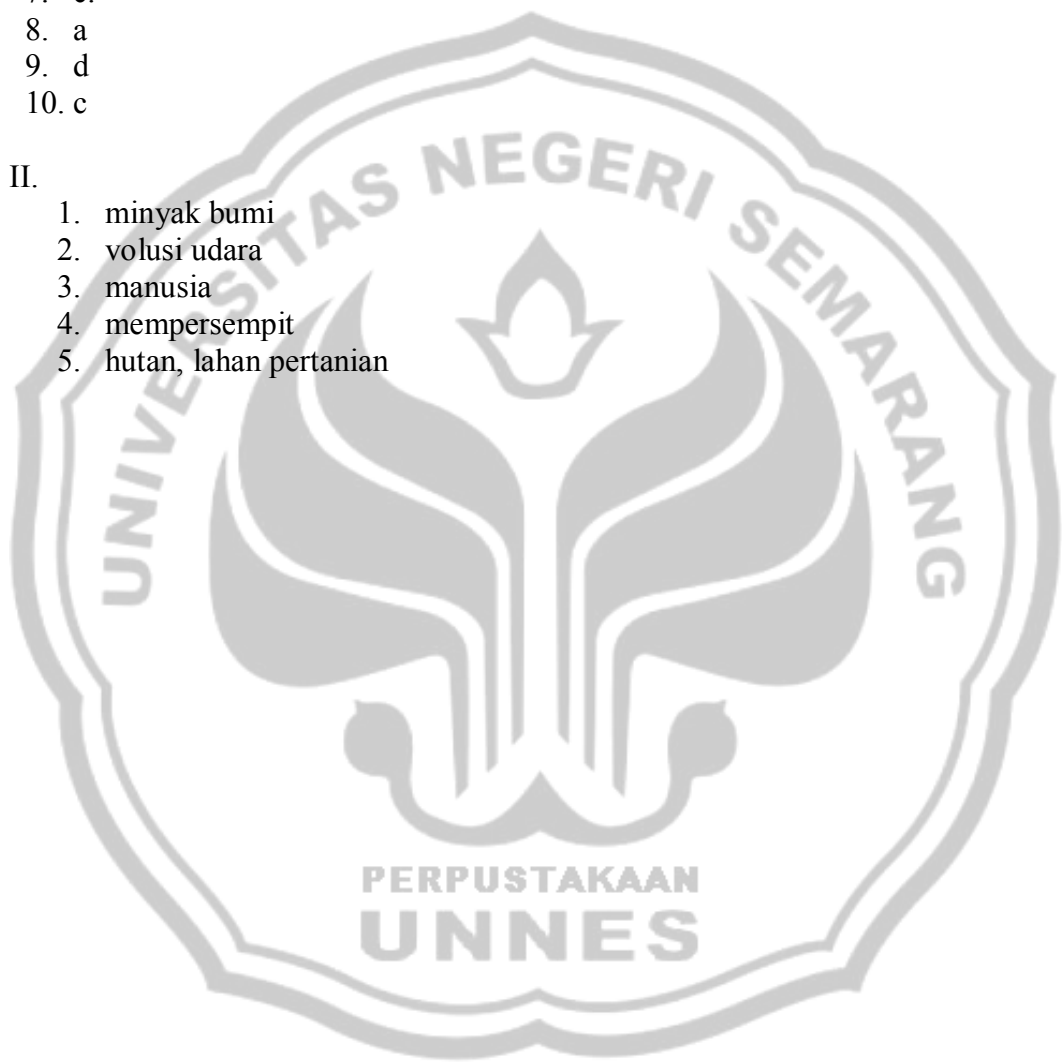 8. a
9. d
10. c
II.
1. minyak bumi
2. volusi udara
3. manusia
4. mempersempit
5. hutan, lahan pertanian
UNIVERSITAS NEGERI SEMARANG
PERPUSTAKAAN
UNNES